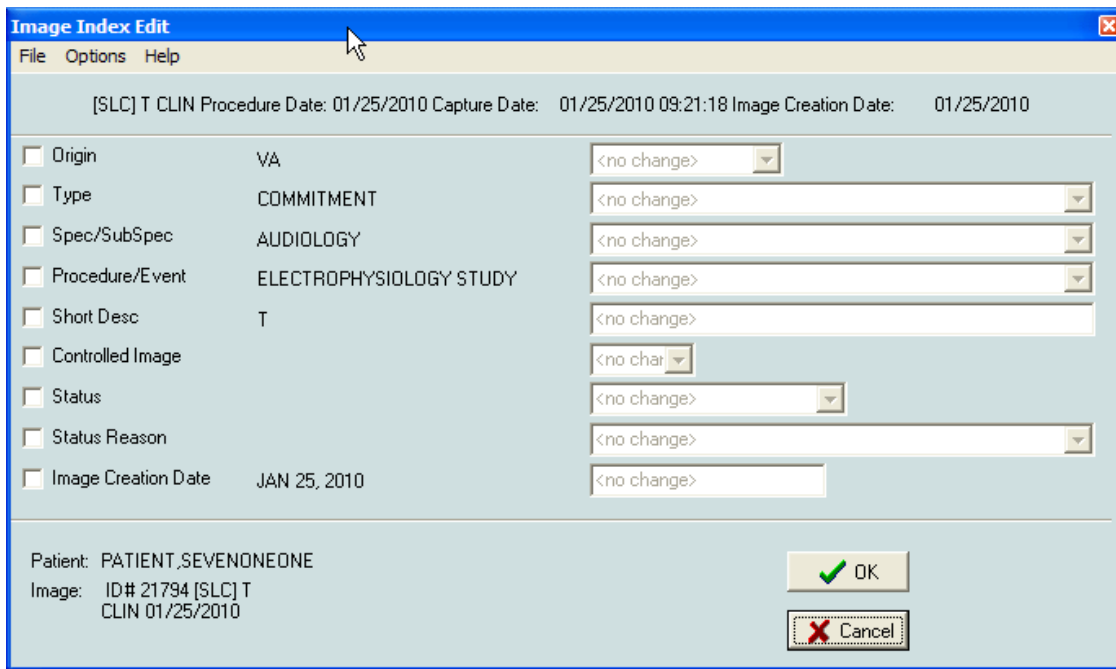 Image Index Edit
File Options Help
[SLC] T CLIN Procedure Date: 01/25/2010 Capture Date: 01/25/2010 09:21:18 Image Creation Date: 01/25/2010
Origin VA <no change>
Type COMMITMENT <no change>
Spec/SubSpec AUDIOLOGY <no change>
Procedure/Event ELECTROPHYSIOLOGY STUDY <no change>
Short Desc T <no change>
Controlled Image <no char
Status <no change>
Status Reason <no change>
Image Creation Date JAN 25, 2010 <no change>
Patient: PATIENT,SEVENONEONE
Image: ID# 21794 [SLC] T
CLIN 01/25/2010
OK
Cancel